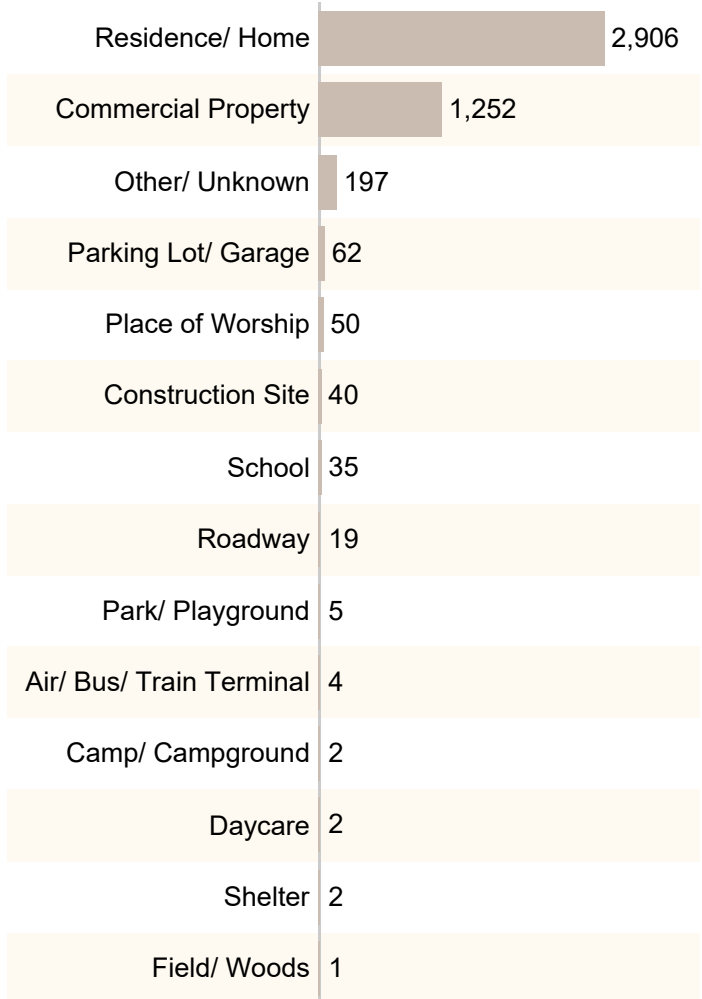 Residence/ Home 2,906
Commercial Property 1,252
Other/ Unknown 197
Parking Lot/ Garage 62
Place of Worship 50
Construction Site 40
School 35
Roadway 19
Park/ Playground 5
Air/ Bus/ Train Terminal 4
Camp/ Campground 2
Daycare 2
Shelter 2
Field/ Woods 1